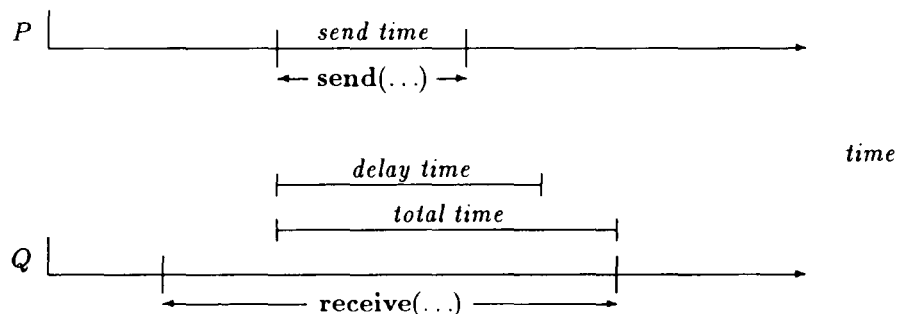 P
send time
send(...)
time
delay time
total time
Q
receive(...)